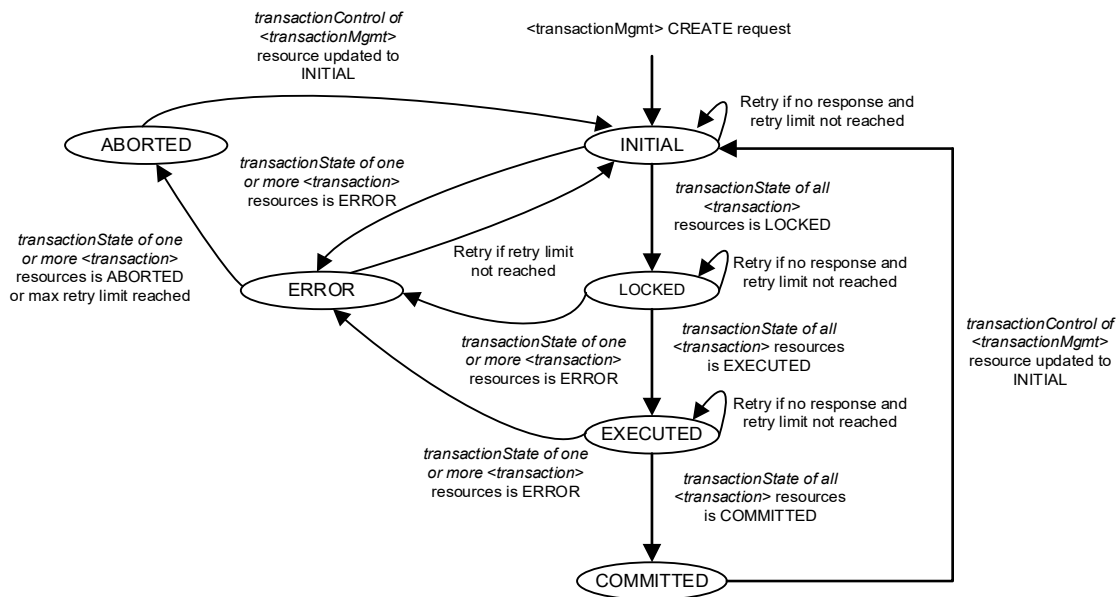 transactionControl of
<transactionMgmt>
resource updated to
INITIAL
<transactionMgmt> CREATE request
Retry if no response and
retry limit not reached
ABORTED
INITIAL
transactionState of one
or more <transaction>
resources is ERROR
transactionState of all
<transaction>
resources is LOCKED
transactionState of one
or more <transaction>
resources is ABORTED
or max retry limit reached
Retry if retry limit
not reached
Retry if no response and
retry limit not reached
ERROR
LOCKED
transactionState of one
or more <transaction>
resources is ERROR
transactionState of all
<transaction> resources
is EXECUTED
transactionControl of
<transactionMgmt>
resource updated to
INITIAL
Retry if no response and
retry limit not reached
EXECUTED
transactionState of one
or more <transaction>
resources is ERROR
transactionState of all
<transaction> resources
is COMMITTED
COMMITTED